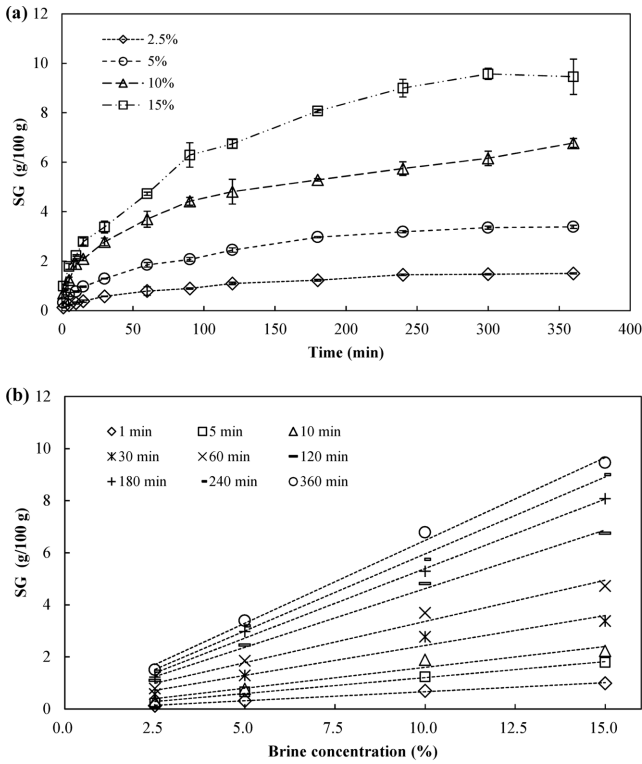 (a)
12
10
8
6
4
2
0
SG (g/100 g)
2.5%
5%
10%
15%
0 50 100 150 200 250 300 350 400
Time (min)
(b)
12
10
8
6
4
2
0
SG (g/100 g)
1 min 5 min 10 min
30 min 60 min 120 min
180 min 240 min 360 min
0.0 2.5 5.0 7.5 10.0 12.5 15.0
Brine concentration (%)